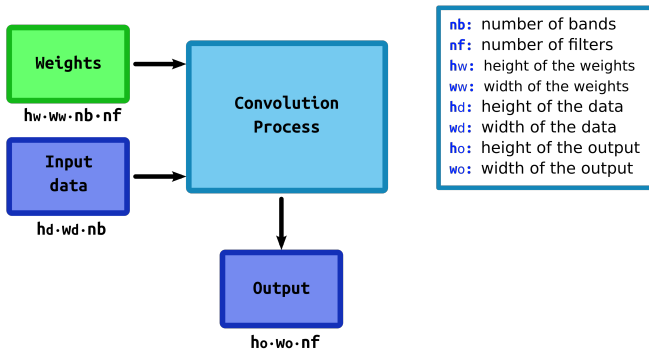 Weights
hw·ww·nb·nf
Input
data
hd·wd·nb
Convolution
Process
Output
ho·wo·nf
nb: number of bands
nf: number of filters
hw: height of the weights
ww: width of the weights
hd: height of the data
wd: width of the data
ho: height of the output
wo: width of the output